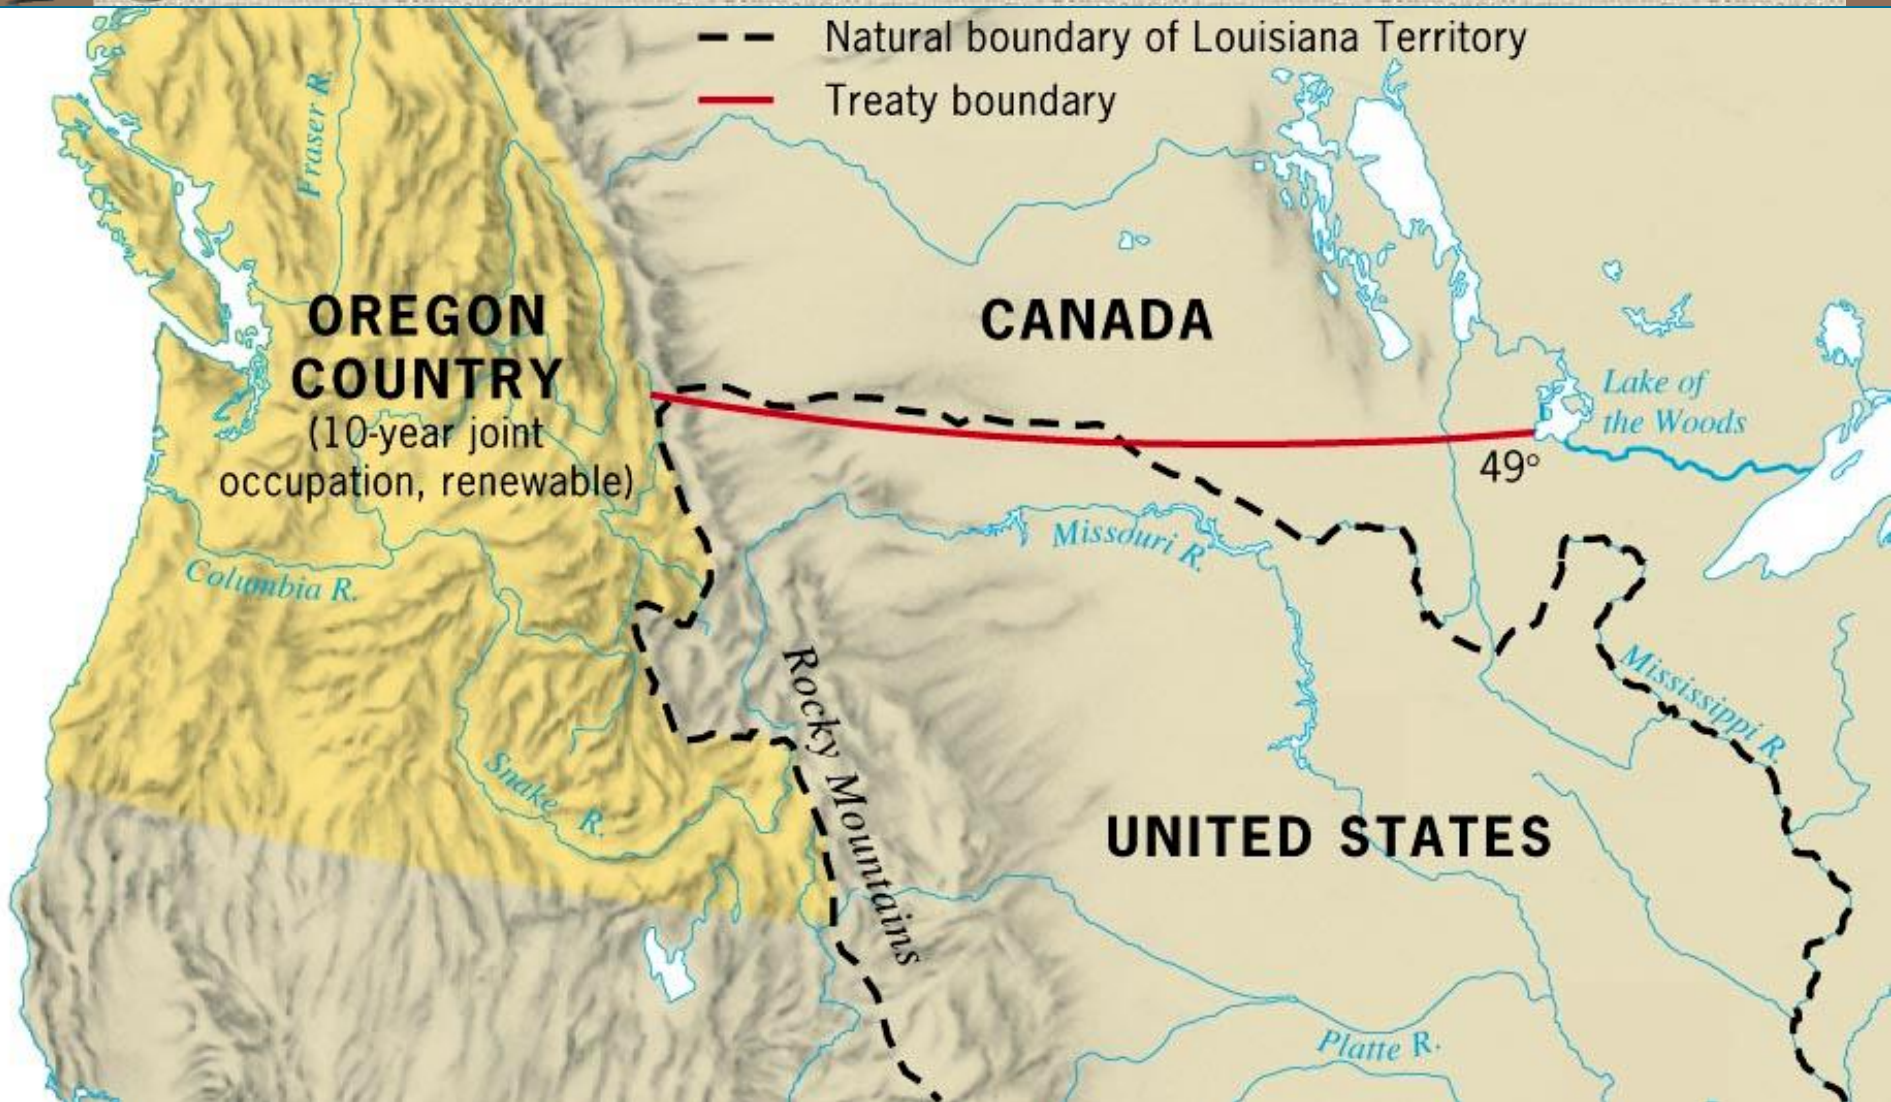 Natural boundary of Louisiana Territory
Treaty boundary
Fraser R.
OREGON
COUNTRY
(10-year joint
occupation, renewable)
CANADA
Lake of
the Woods
49°
Missouri R.
Columbia R.
Rocky Mountains
Mississippi R.
Snake R.
UNITED STATES
Platte R.